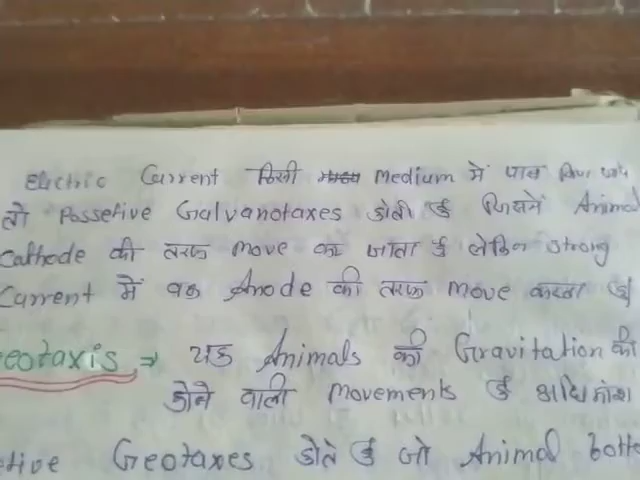 Electric Current किसी medium में पास किया जाये
तो Possetive Galvanotaxes होती है जिसमें Animal
Cathode की तरफ move कर जाता है लेकिन strong
Current में वह Anode की तरफ move करता है।
eotaxis → यह Animals की Gravitation की
होने वाली movements है अधिकांश
etive Geotaxes होते है जो Animal botto